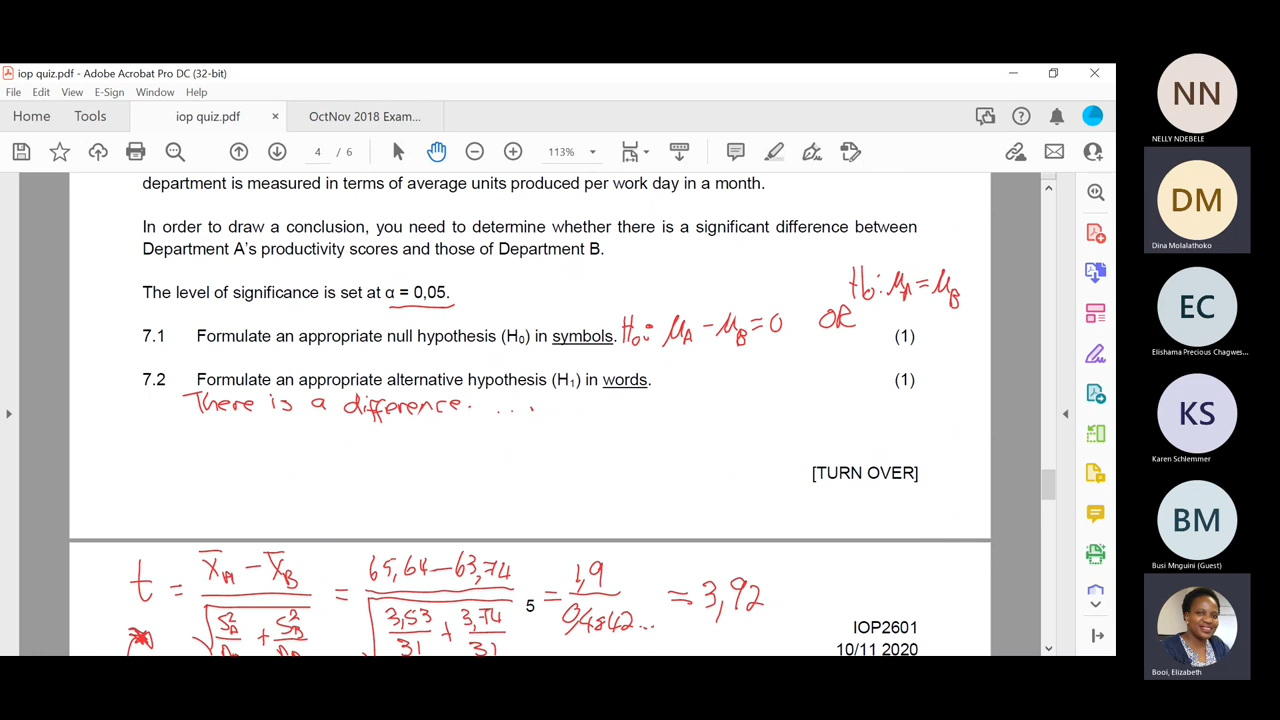 iop quiz.pdf - Adobe Acrobat Pro DC (32-bit)
File Edit View E-Sign Window Help
Home Tools iop quiz.pdf × OctNov 2018 Exam...
4 / 6 113%
department is measured in terms of average units produced per work day in a month.
In order to draw a conclusion, you need to determine whether there is a significant difference between
Department A's productivity scores and those of Department B.
The level of significance is set at α = 0,05.
H₀: μA = μB
7.1 Formulate an appropriate null hypothesis (H₀) in symbols. H₀: μA − μB = 0 OR (1)
7.2 Formulate an appropriate alternative hypothesis (H₁) in words. (1)
There is a difference. ...
[TURN OVER]
t = X̄A − X̄B / √(S²A/ + S²B/ ) = 65,64 − 63,74 / √(3,53/31 + 3,74/31) = 1,9 / 0,4842... = 3,92
5
IOP2601
10/11 2020
NN
NELLY NDEBELE
DM
Dina Molalathoko
EC
Elishama Precious Chagwes...
KS
Karen Schlemmer
BM
Busi Mnguini (Guest)
Booi, Elizabeth